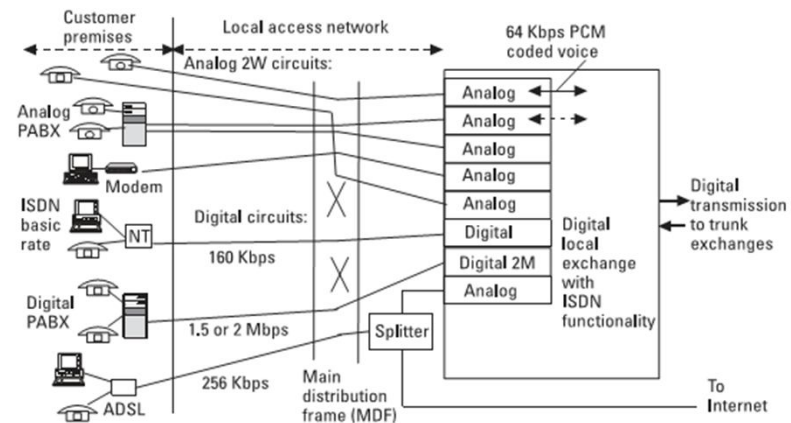 Customer
premises
Local access network
64 Kbps PCM
coded voice
Analog 2W circuits:
Analog
Analog
PABX
Analog
Analog
Analog
Modem
Analog
ISDN
basic
rate
NT
Digital circuits:
160 Kbps
Digital
Digital 2M
Analog
Digital
local
exchange
with
ISDN
functionality
Digital
transmission
to trunk
exchanges
Digital
PABX
1.5 or 2 Mbps
Splitter
256 Kbps
ADSL
Main
distribution
frame (MDF)
To
Internet